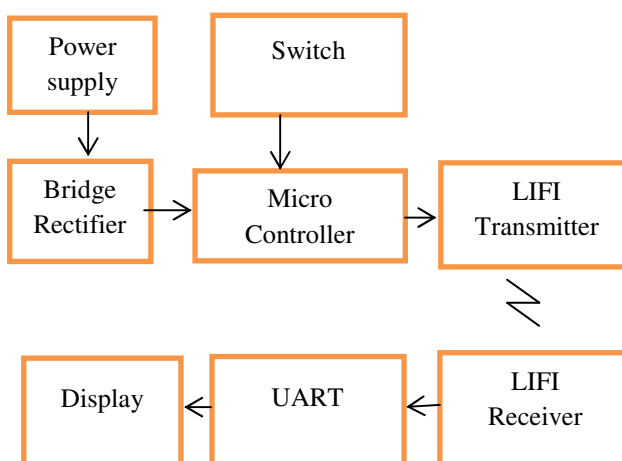 Power
supply
Switch
Bridge
Rectifier
Micro
Controller
LIFI
Transmitter
Display
UART
LIFI
Receiver